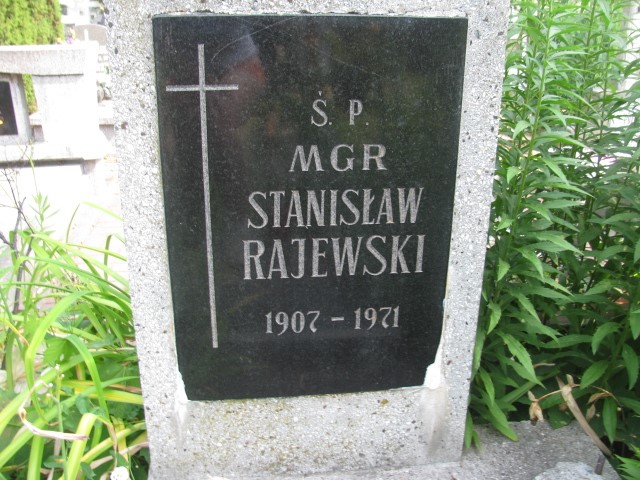 Ś. P.
MGR
STANISŁAW
RAJEWSKI
1907 - 1971